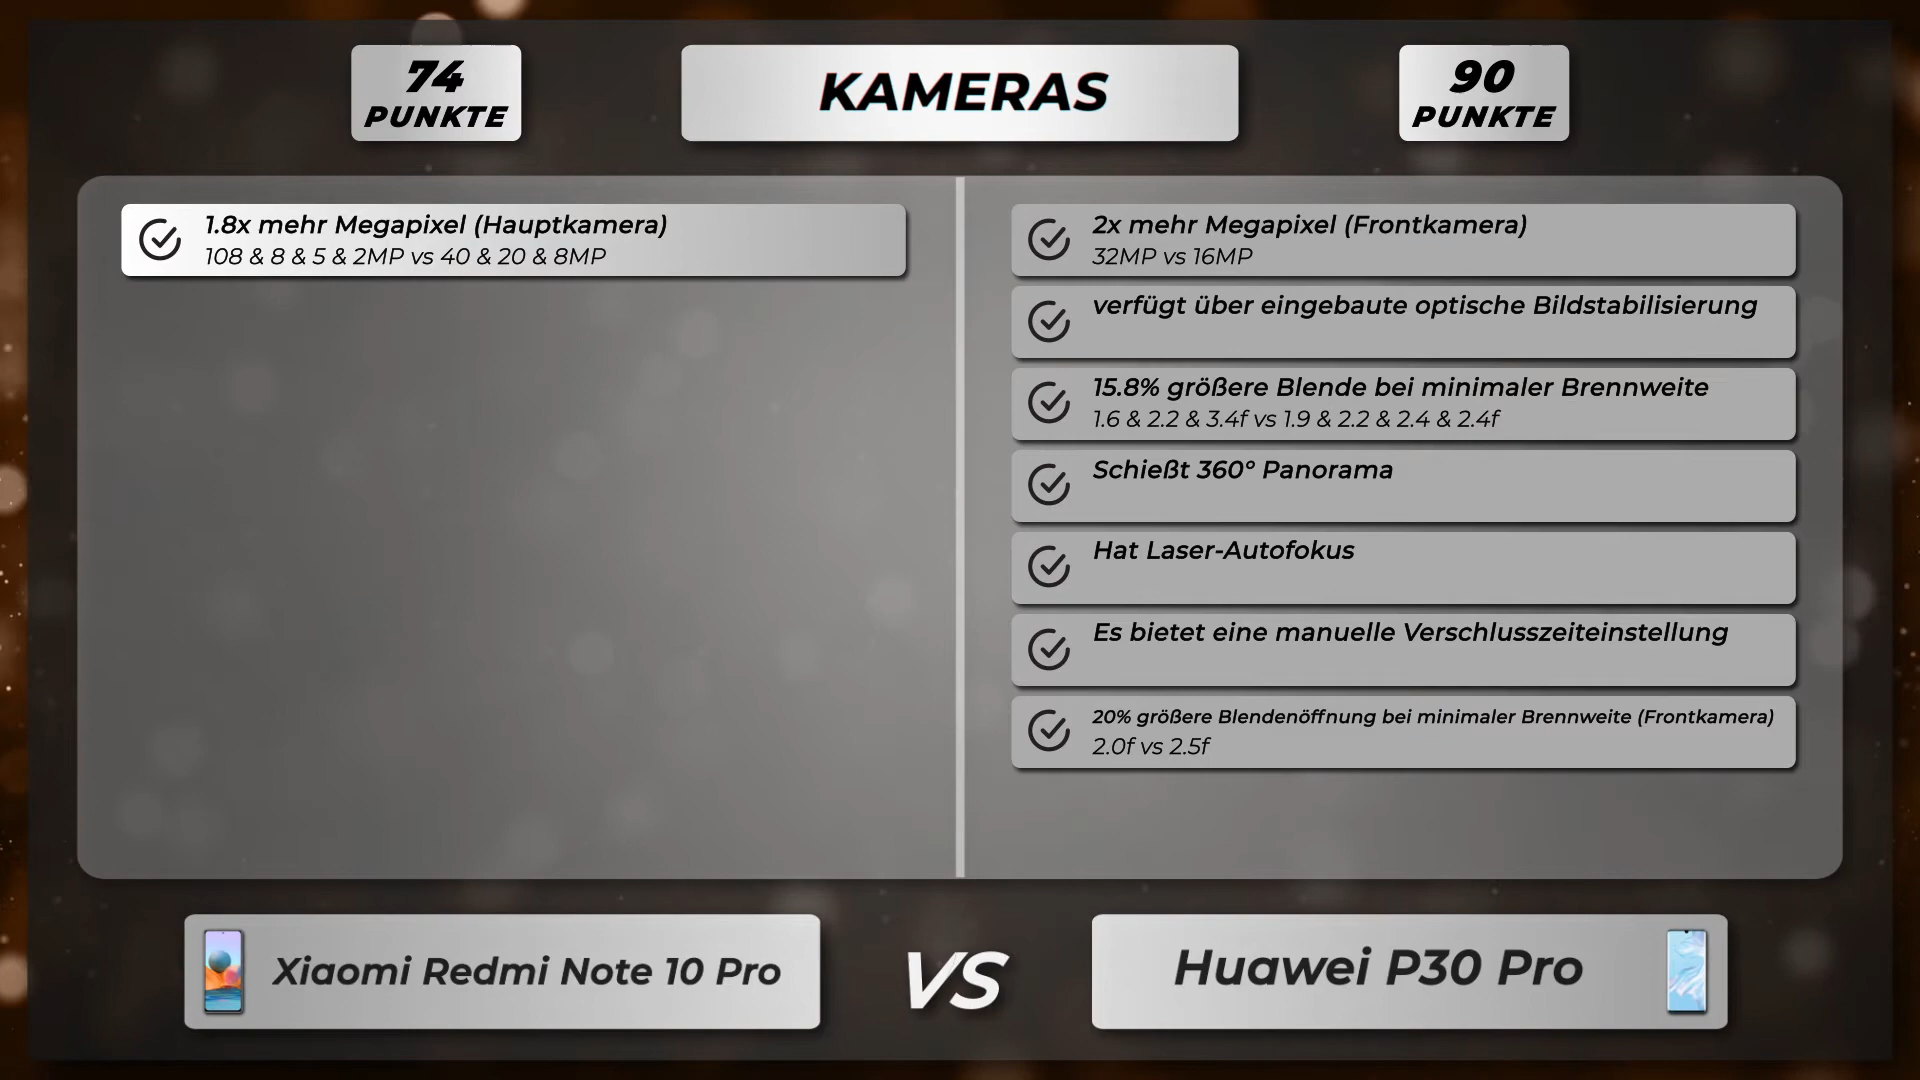 74
PUNKTE
KAMERAS
90
PUNKTE
1.8x mehr Megapixel (Hauptkamera)
108 & 8 & 5 & 2MP vs 40 & 20 & 8MP
2x mehr Megapixel (Frontkamera)
32MP vs 16MP
verfügt über eingebaute optische Bildstabilisierung
15.8% größere Blende bei minimaler Brennweite
1.6 & 2.2 & 3.4f vs 1.9 & 2.2 & 2.4 & 2.4f
Schießt 360° Panorama
Hat Laser-Autofokus
Es bietet eine manuelle Verschlusszeiteinstellung
20% größere Blendenöffnung bei minimaler Brennweite (Frontkamera)
2.0f vs 2.5f
Xiaomi Redmi Note 10 Pro
VS
Huawei P30 Pro